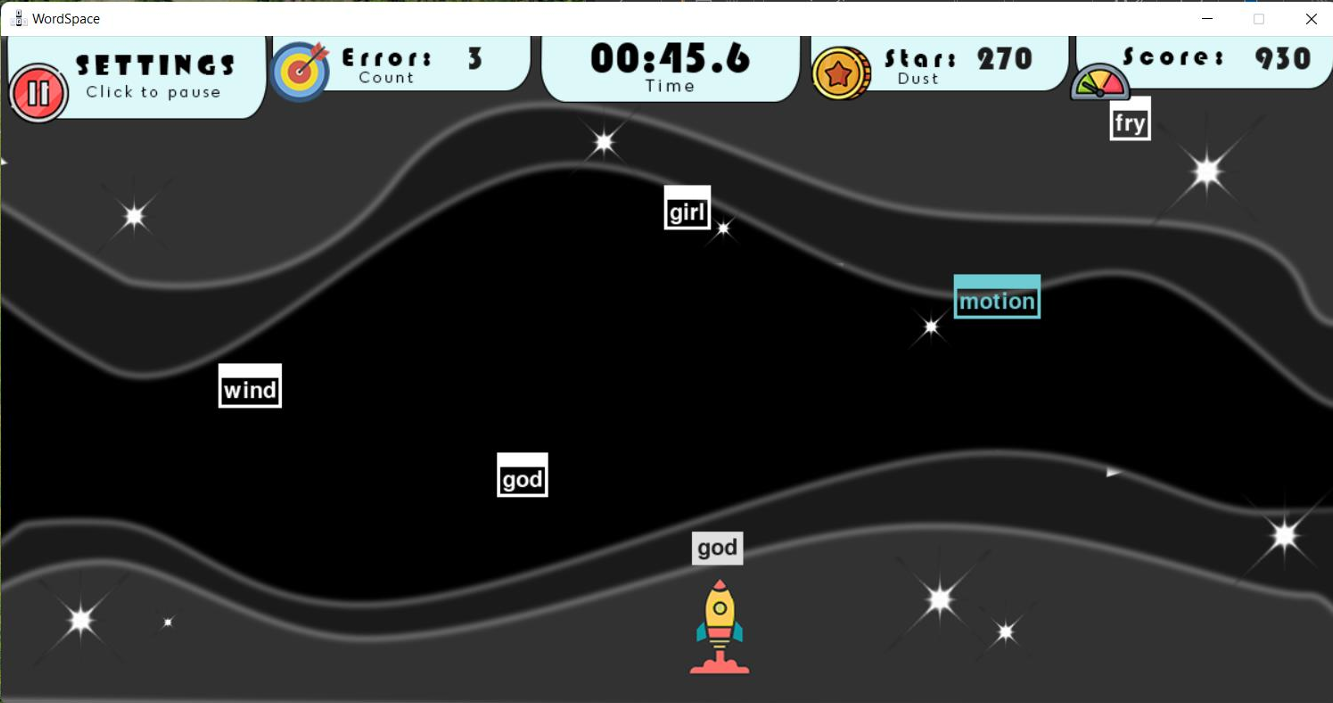 WordSpace
SETTINGS
Click to pause
Error: 3
Count
00:45.6
Time
Star: 270
Dust
Score: 930
fry
girl
motion
wind
god
god